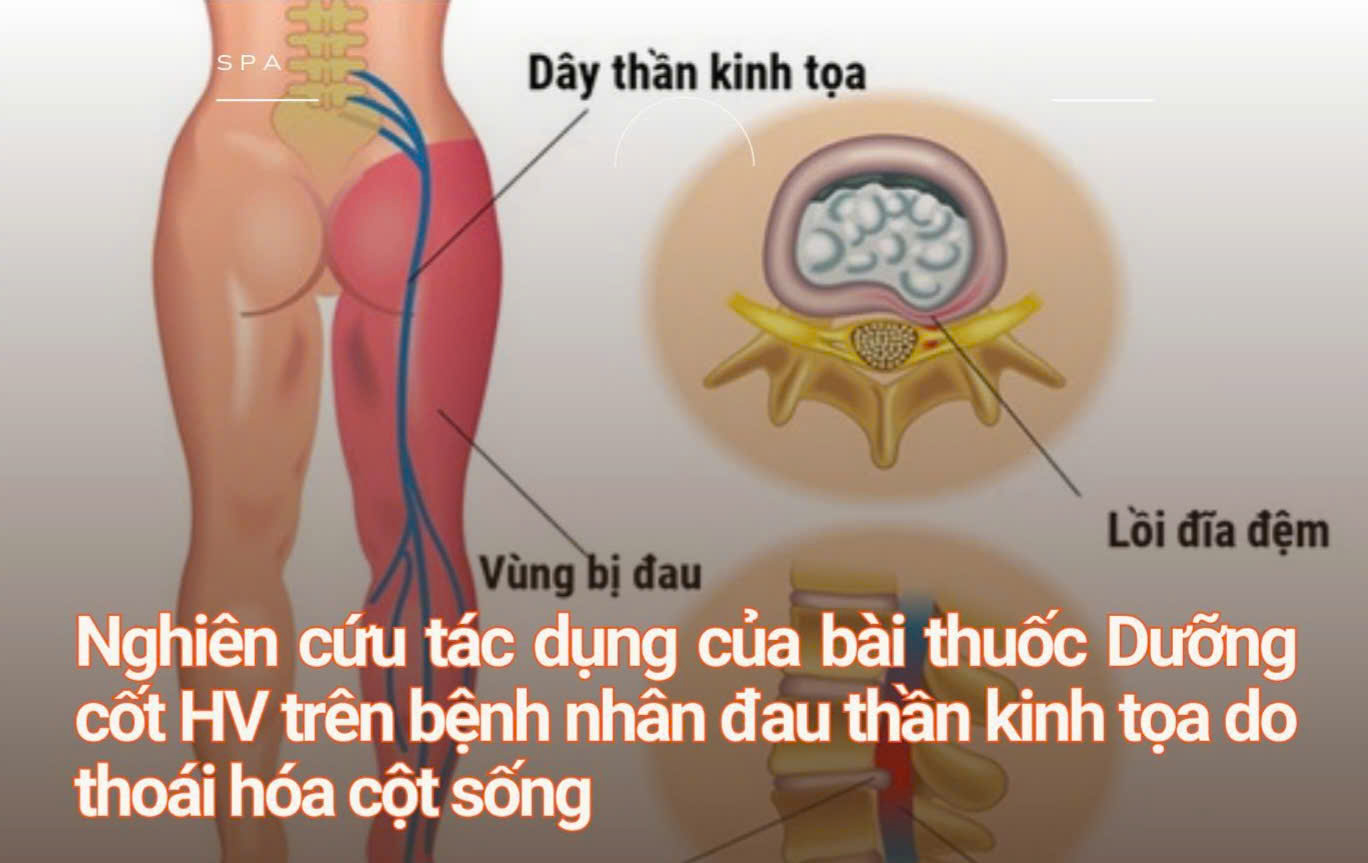 SPA
Dây thần kinh tọa
Lồi đĩa đệm
Vùng bị đau
Nghiên cứu tác dụng của bài thuốc Dưỡng
cốt HV trên bệnh nhân đau thần kinh tọa do
thoái hóa cột sống